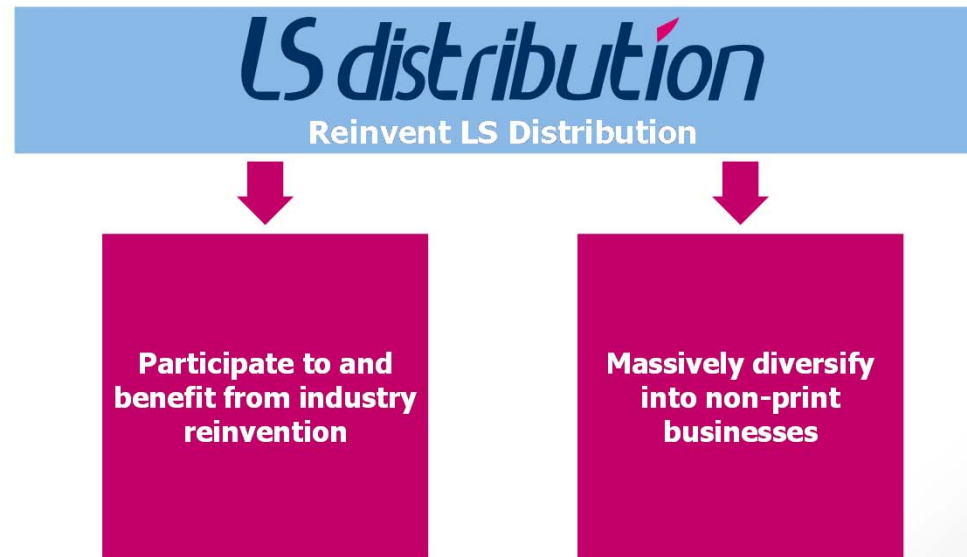 LS distribution
Reinvent LS Distribution
Participate to and
benefit from industry
reinvention
Massively diversify
into non-print
businesses